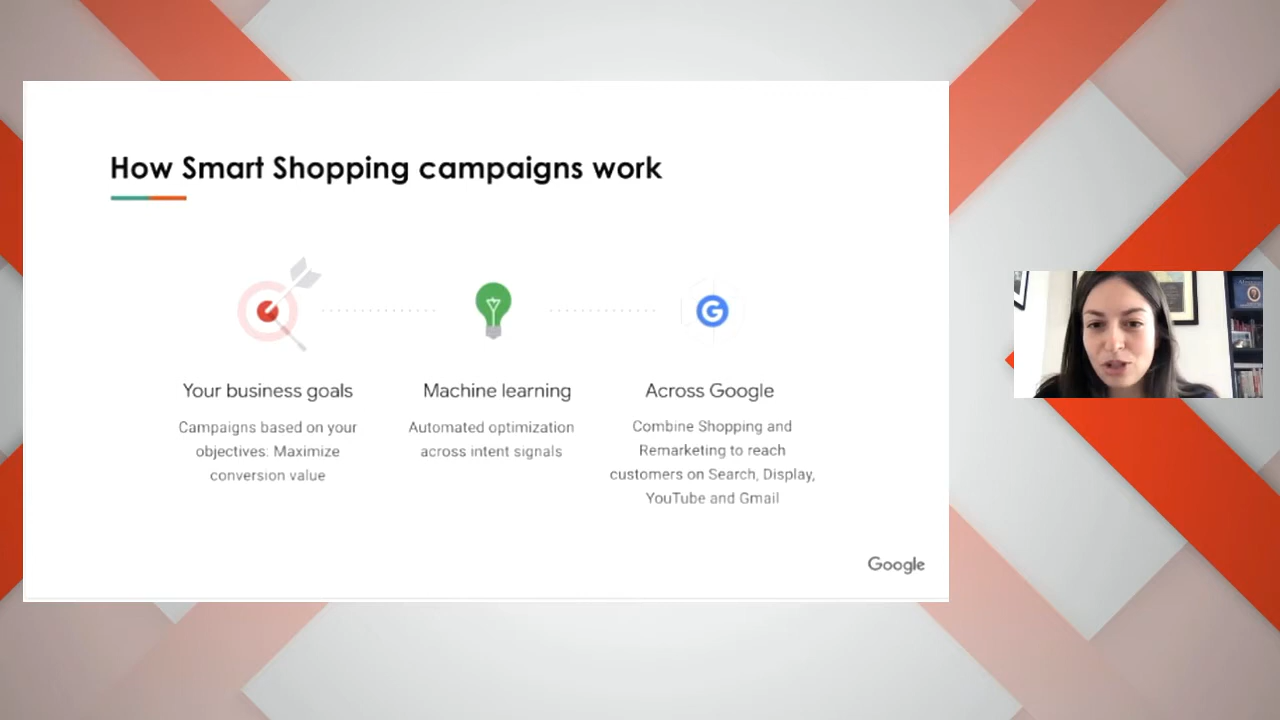 How Smart Shopping campaigns work
Your business goals
Campaigns based on your
objectives: Maximize
conversion value
Machine learning
Automated optimization
across intent signals
Across Google
Combine Shopping and
Remarketing to reach
customers on Search, Display,
YouTube and Gmail
Google